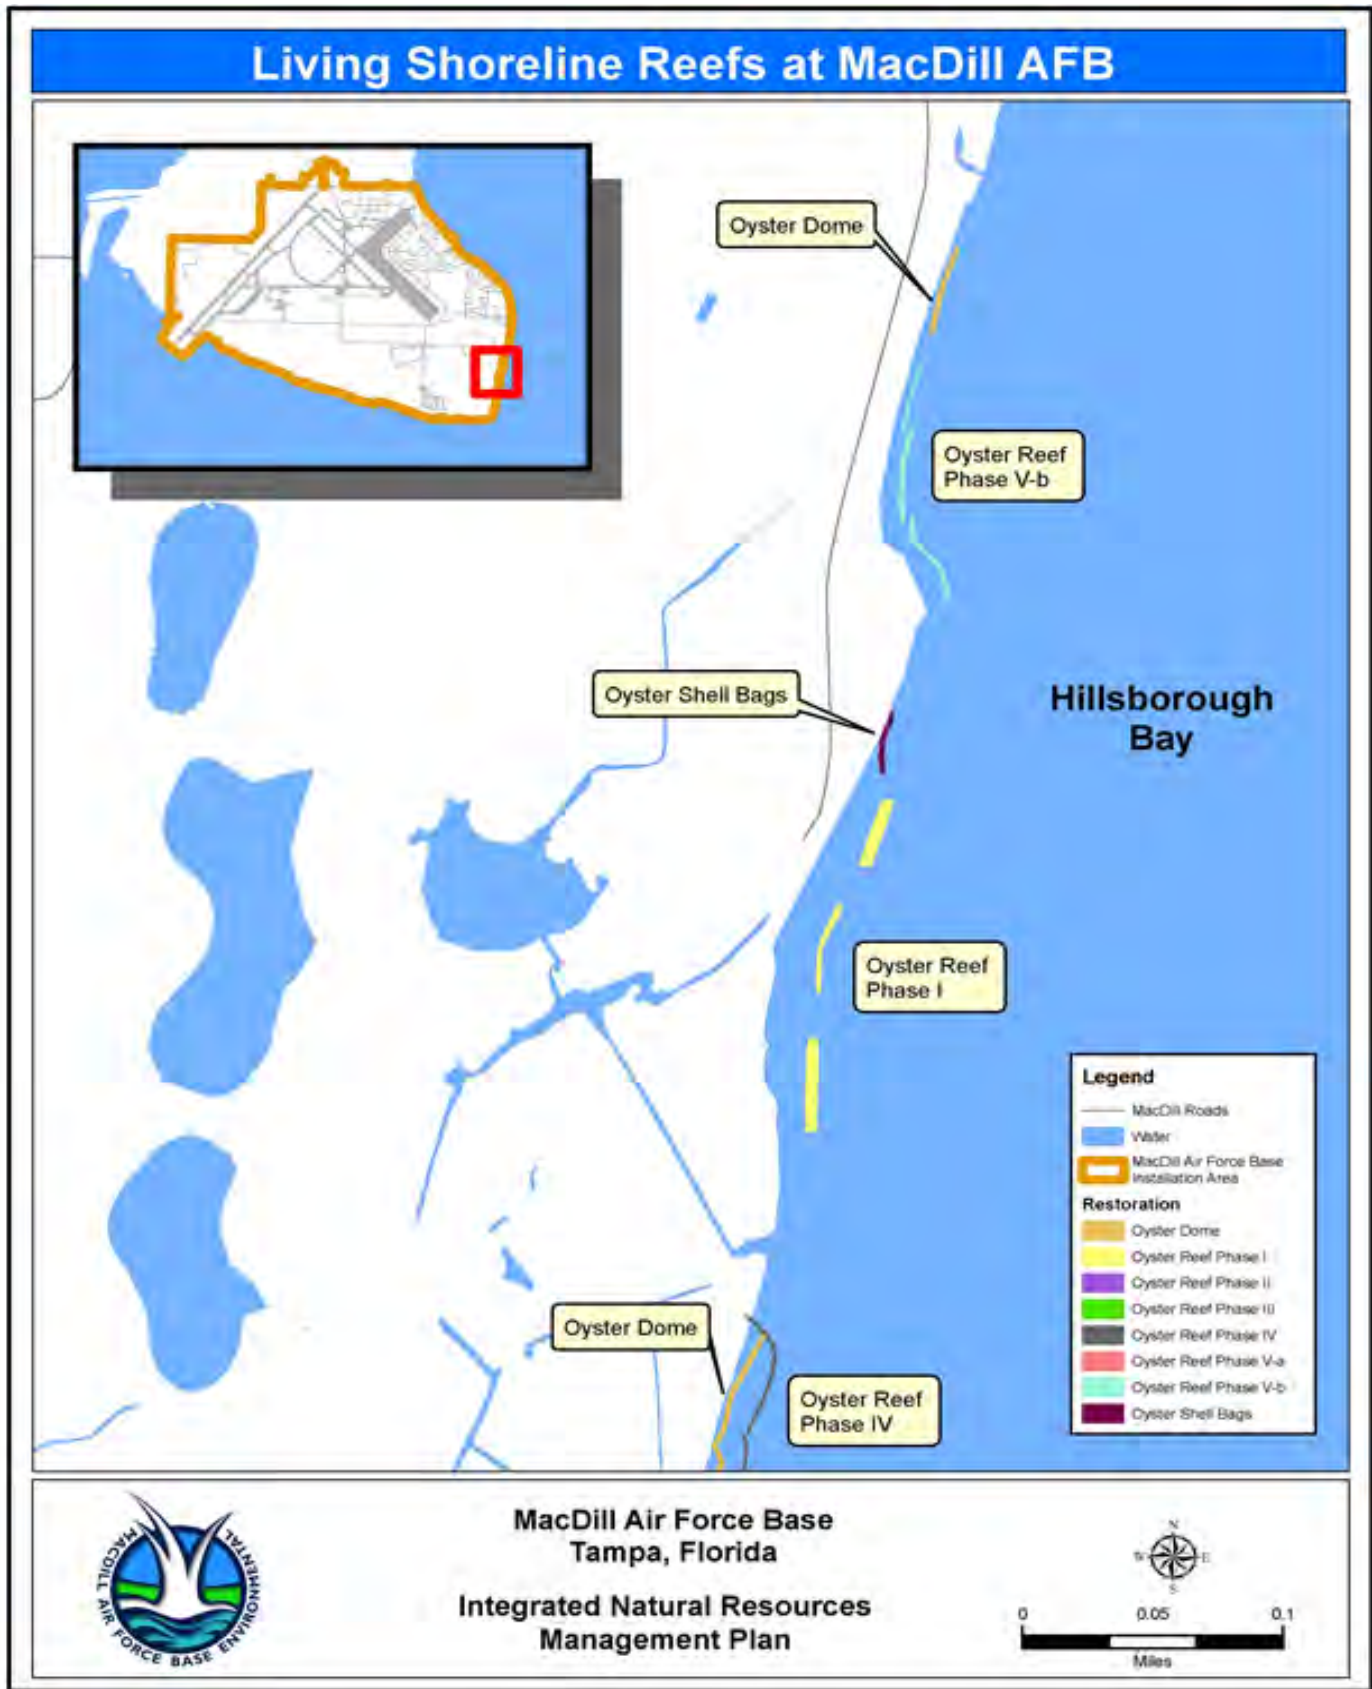 Living Shoreline Reefs at MacDill AFB
Oyster Dome
Oyster Reef
Phase V-b
Oyster Shell Bags
Hillsborough
Bay
Oyster Reef
Phase I
Legend
MacDill Roads
Water
MacDill Air Force Base
Installation Area
Restoration
Oyster Dome
Oyster Reef Phase I
Oyster Reef Phase II
Oyster Reef Phase III
Oyster Reef Phase IV
Oyster Reef Phase V-a
Oyster Reef Phase V-b
Oyster Shell Bags
Oyster Dome
Oyster Reef
Phase IV
MACDILL AIR FORCE BASE ENVIRONMENTAL
MacDill Air Force Base
Tampa, Florida
Integrated Natural Resources
Management Plan
N
W E
S
0 0.05 0.1
Miles